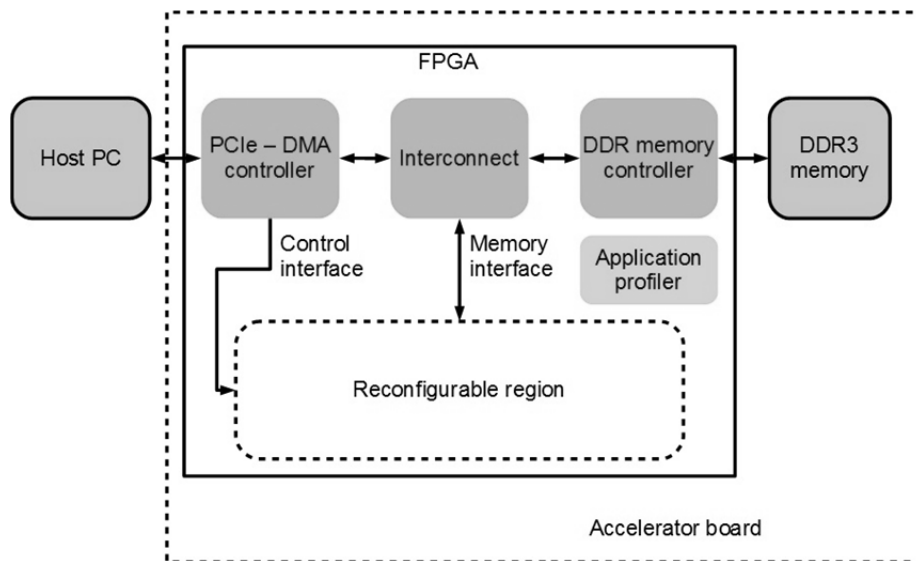 FPGA
Host PC
PCIe – DMA
controller
Interconnect
DDR memory
controller
DDR3
memory
Control
interface
Memory
interface
Application
profiler
Reconfigurable region
Accelerator board